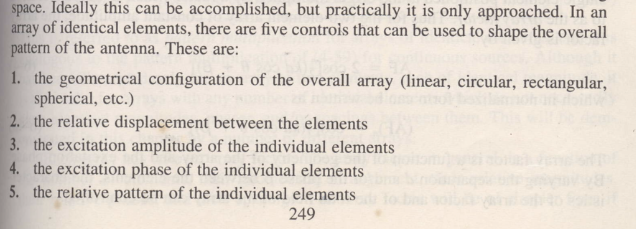 space. Ideally this can be accomplished, but practically it is only approached. In an
array of identical elements, there are five controls that can be used to shape the overall
pattern of the antenna. These are:
1. the geometrical configuration of the overall array (linear, circular, rectangular,
spherical, etc.)
2. the relative displacement between the elements
3. the excitation amplitude of the individual elements
4. the excitation phase of the individual elements
5. the relative pattern of the individual elements
249